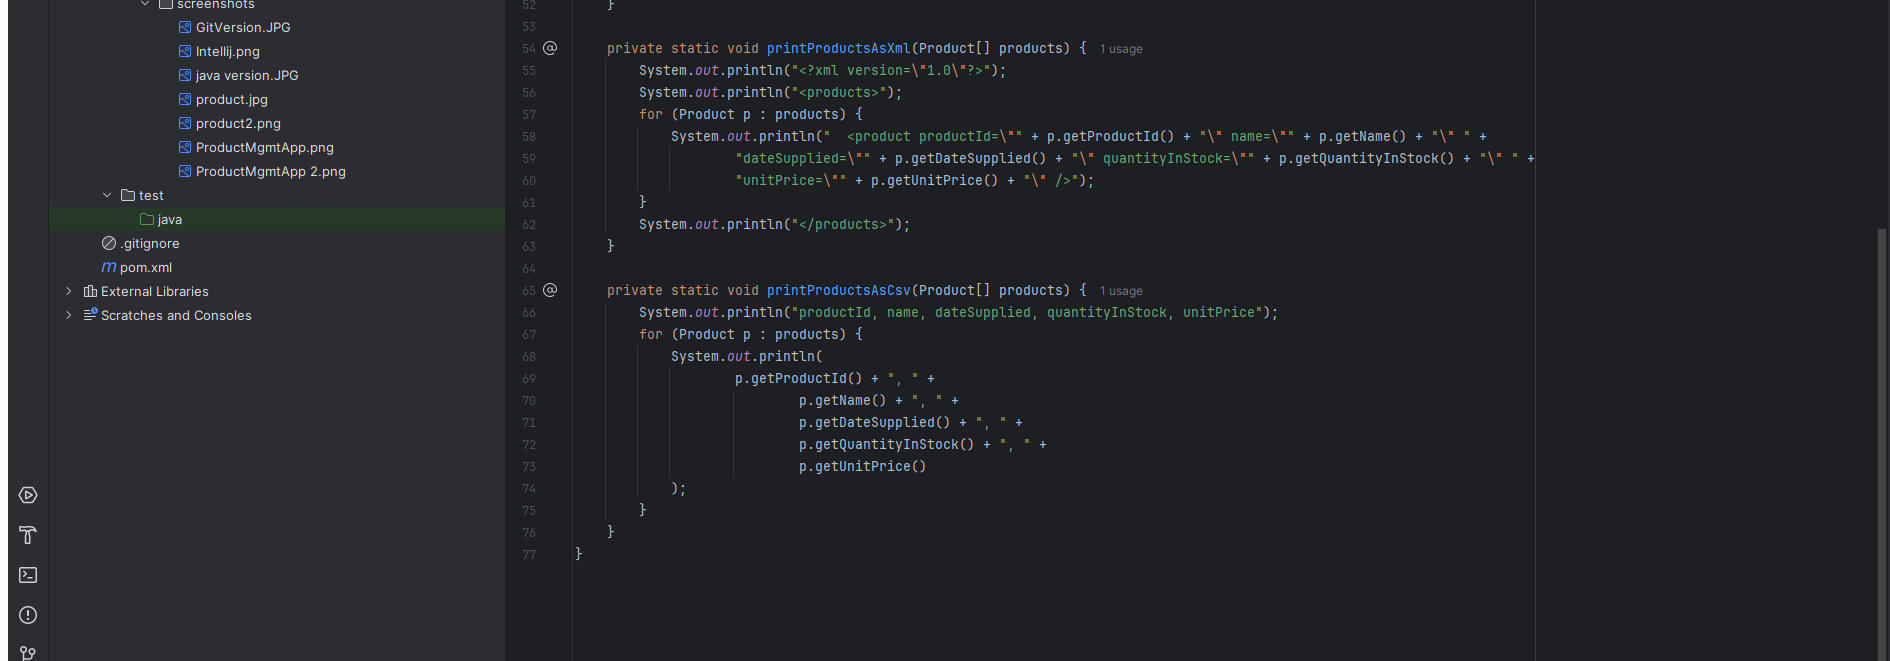 screenshots
GitVersion.JPG
Intellij.png
java version.JPG
product.jpg
product2.png
ProductMgmtApp.png
ProductMgmtApp 2.png
test
java
.gitignore
m pom.xml
External Libraries
Scratches and Consoles
52 }
53
54 @ private static void printProductsAsXml(Product[] products) { 1 usage
55 System.out.println("<?xml version=\"1.0\"?>");
56 System.out.println("<products>");
57 for (Product p : products) {
58 System.out.println("  <product productId=\"" + p.getProductId() + "\" name=\"" + p.getName() + "\" " +
59 "dateSupplied=\"" + p.getDateSupplied() + "\" quantityInStock=\"" + p.getQuantityInStock() + "\" " +
60 "unitPrice=\"" + p.getUnitPrice() + "\" />");
61 }
62 System.out.println("</products>");
63 }
64
65 @ private static void printProductsAsCsv(Product[] products) { 1 usage
66 System.out.println("productId, name, dateSupplied, quantityInStock, unitPrice");
67 for (Product p : products) {
68 System.out.println(
69 p.getProductId() + ", " +
70 p.getName() + ", " +
71 p.getDateSupplied() + ", " +
72 p.getQuantityInStock() + ", " +
73 p.getUnitPrice()
74 );
75 }
76 }
77 }